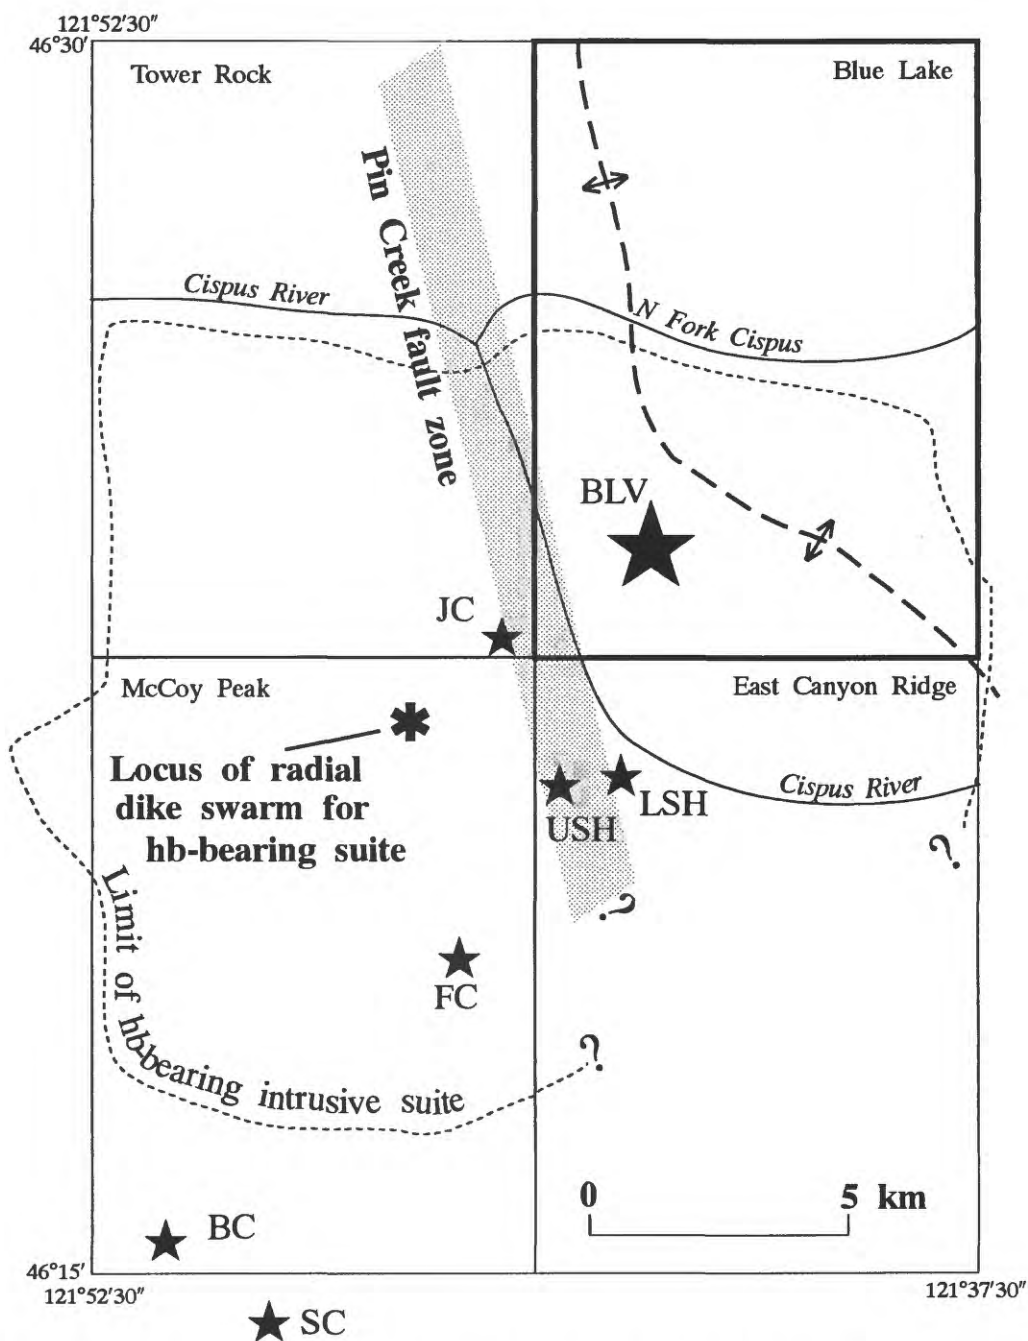 121°52'30"
46°30'
Tower Rock
Blue Lake
Pin Creek fault zone
Cispus River
N Fork Cispus
BLV
JC
McCoy Peak
East Canyon Ridge
Locus of radial
dike swarm for
hb-bearing suite
Cispus River
LSH
USH
?
?
Limit of hb-bearing intrusive suite
FC
?
0 5 km
BC
46°15'
121°52'30"
121°37'30"
SC